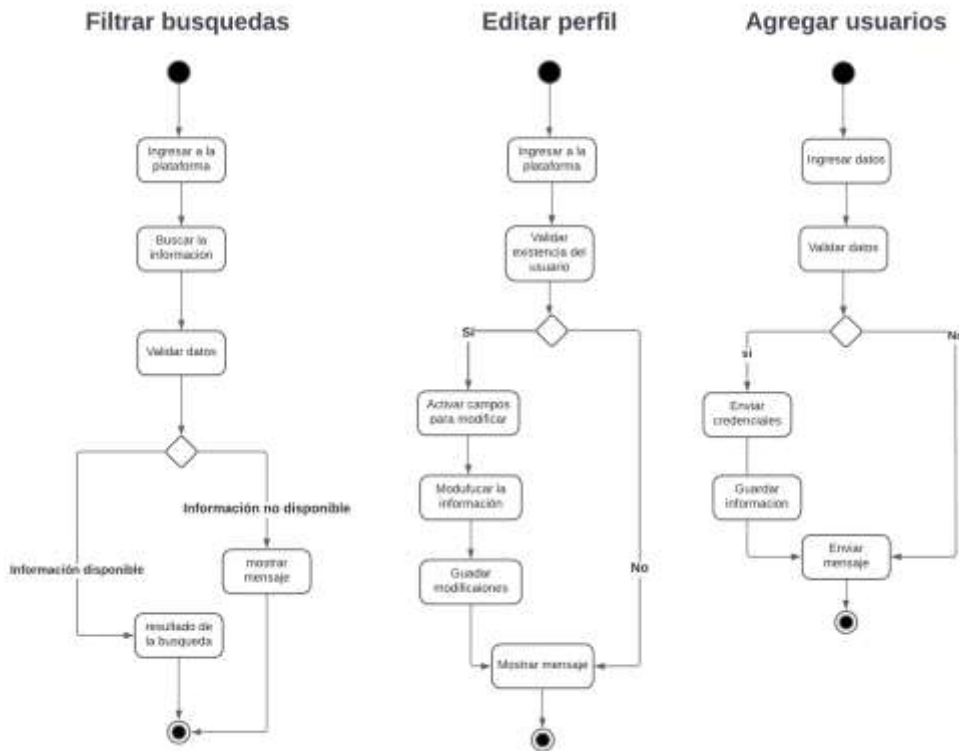 Filtrar busquedas
Ingresar a la
plataforma
Buscar la
informacion
Validar datos
Información no disponible
Información disponible
mostrar
mensaje
resullado de
la busqueda
Editar perfil
Ingresar a la
plataforma
Validar
existencia del
usuario
Si
Activar campos
para modificar
Modufucar la
información
Guadar
modificaiones
No
Mostrar mensaje
Agregar usuarios
Ingresar datos
Validar datos
si
No
Enviar
credenciales
Guardar
informacion
Enviar
mensaje